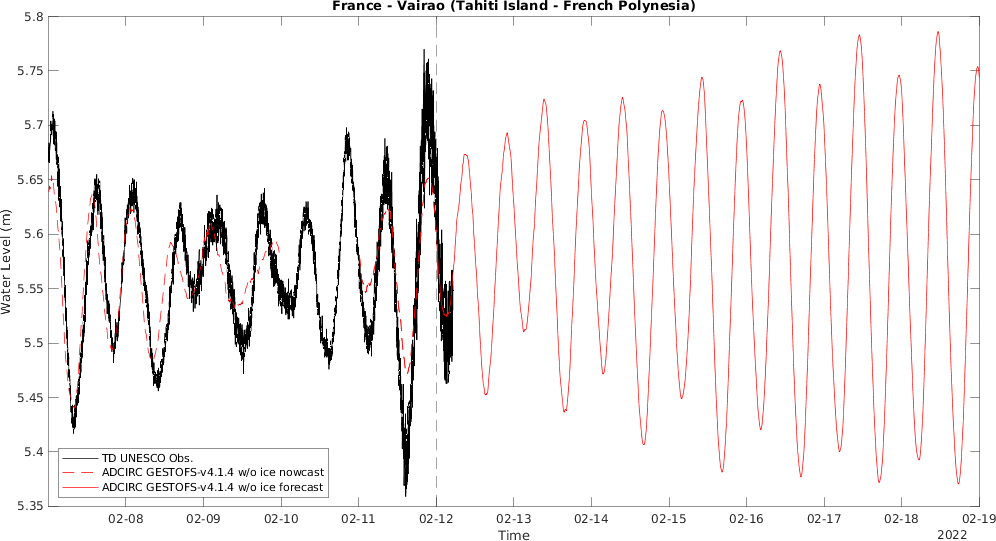 France - Vairao (Tahiti Island - French Polynesia)
5.8
5.75
5.7
5.65
5.6
5.55
5.5
5.45
5.4
5.35
Water Level (m)
TD UNESCO Obs.
ADCIRC GESTOFS-v4.1.4 w/o ice nowcast
ADCIRC GESTOFS-v4.1.4 w/o ice forecast
02-08 02-09 02-10 02-11 02-12 02-13 02-14 02-15 02-16 02-17 02-18 02-19
Time
2022